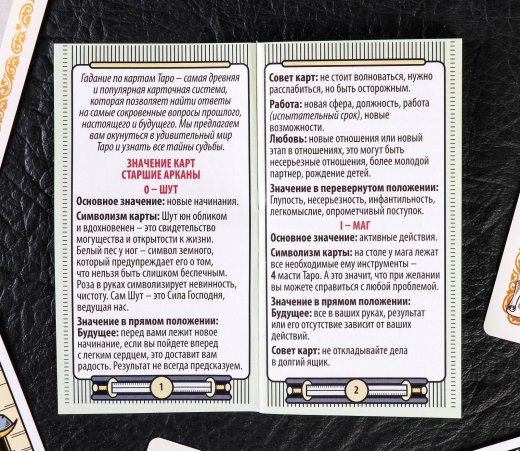 Гадание по картам Таро – самая древняя
и популярная карточная система,
которая позволяет найти ответы
на самые сокровенные вопросы прошлого,
настоящего и будущего. Мы предлагаем
вам окунуться в удивительный мир
Таро и узнать все тайны судьбы.
ЗНАЧЕНИЕ КАРТ
СТАРШИЕ АРКАНЫ
0 – ШУТ
Основное значение: новые начинания.
Символизм карты: Шут юн обликом
и вдохновенен – это свидетельство
могущества и открытости к жизни.
Белый пес у ног – символ земного,
который предупреждает его о том,
что нельзя быть слишком беспечным.
Роза в руках символизирует невинность,
чистоту. Сам Шут – это Сила Господня,
ведущая нас.
Значение в прямом положении:
Будущее: перед вами лежит новое
начинание, если вы пойдете вперед
с легким сердцем, это доставит вам
радость. Результат не всегда предсказуем.
1
Совет карт: не стоит волноваться, нужно
расслабиться, но быть осторожным.
Работа: новая сфера, должность, работа
(испытательный срок), новые
возможности.
Любовь: новые отношения или новый
этап в отношениях, это могут быть
несерьезные отношения, более молодой
партнер, рождение детей.
Значение в перевернутом положении:
Глупость, несерьезность, инфантильность,
легкомыслие, опрометчивый поступок.
I – МАГ
Основное значение: активные действия.
Символизм карты: на столе у мага лежат
все необходимые ему инструменты –
4 масти Таро. А это значит, что при желании
вы можете справиться с любой проблемой.
Значение в прямом положении:
Будущее: все в ваших руках, результат
или его отсутствие зависит от ваших
действий.
Совет карт: не откладывайте дела
в долгий ящик.
2